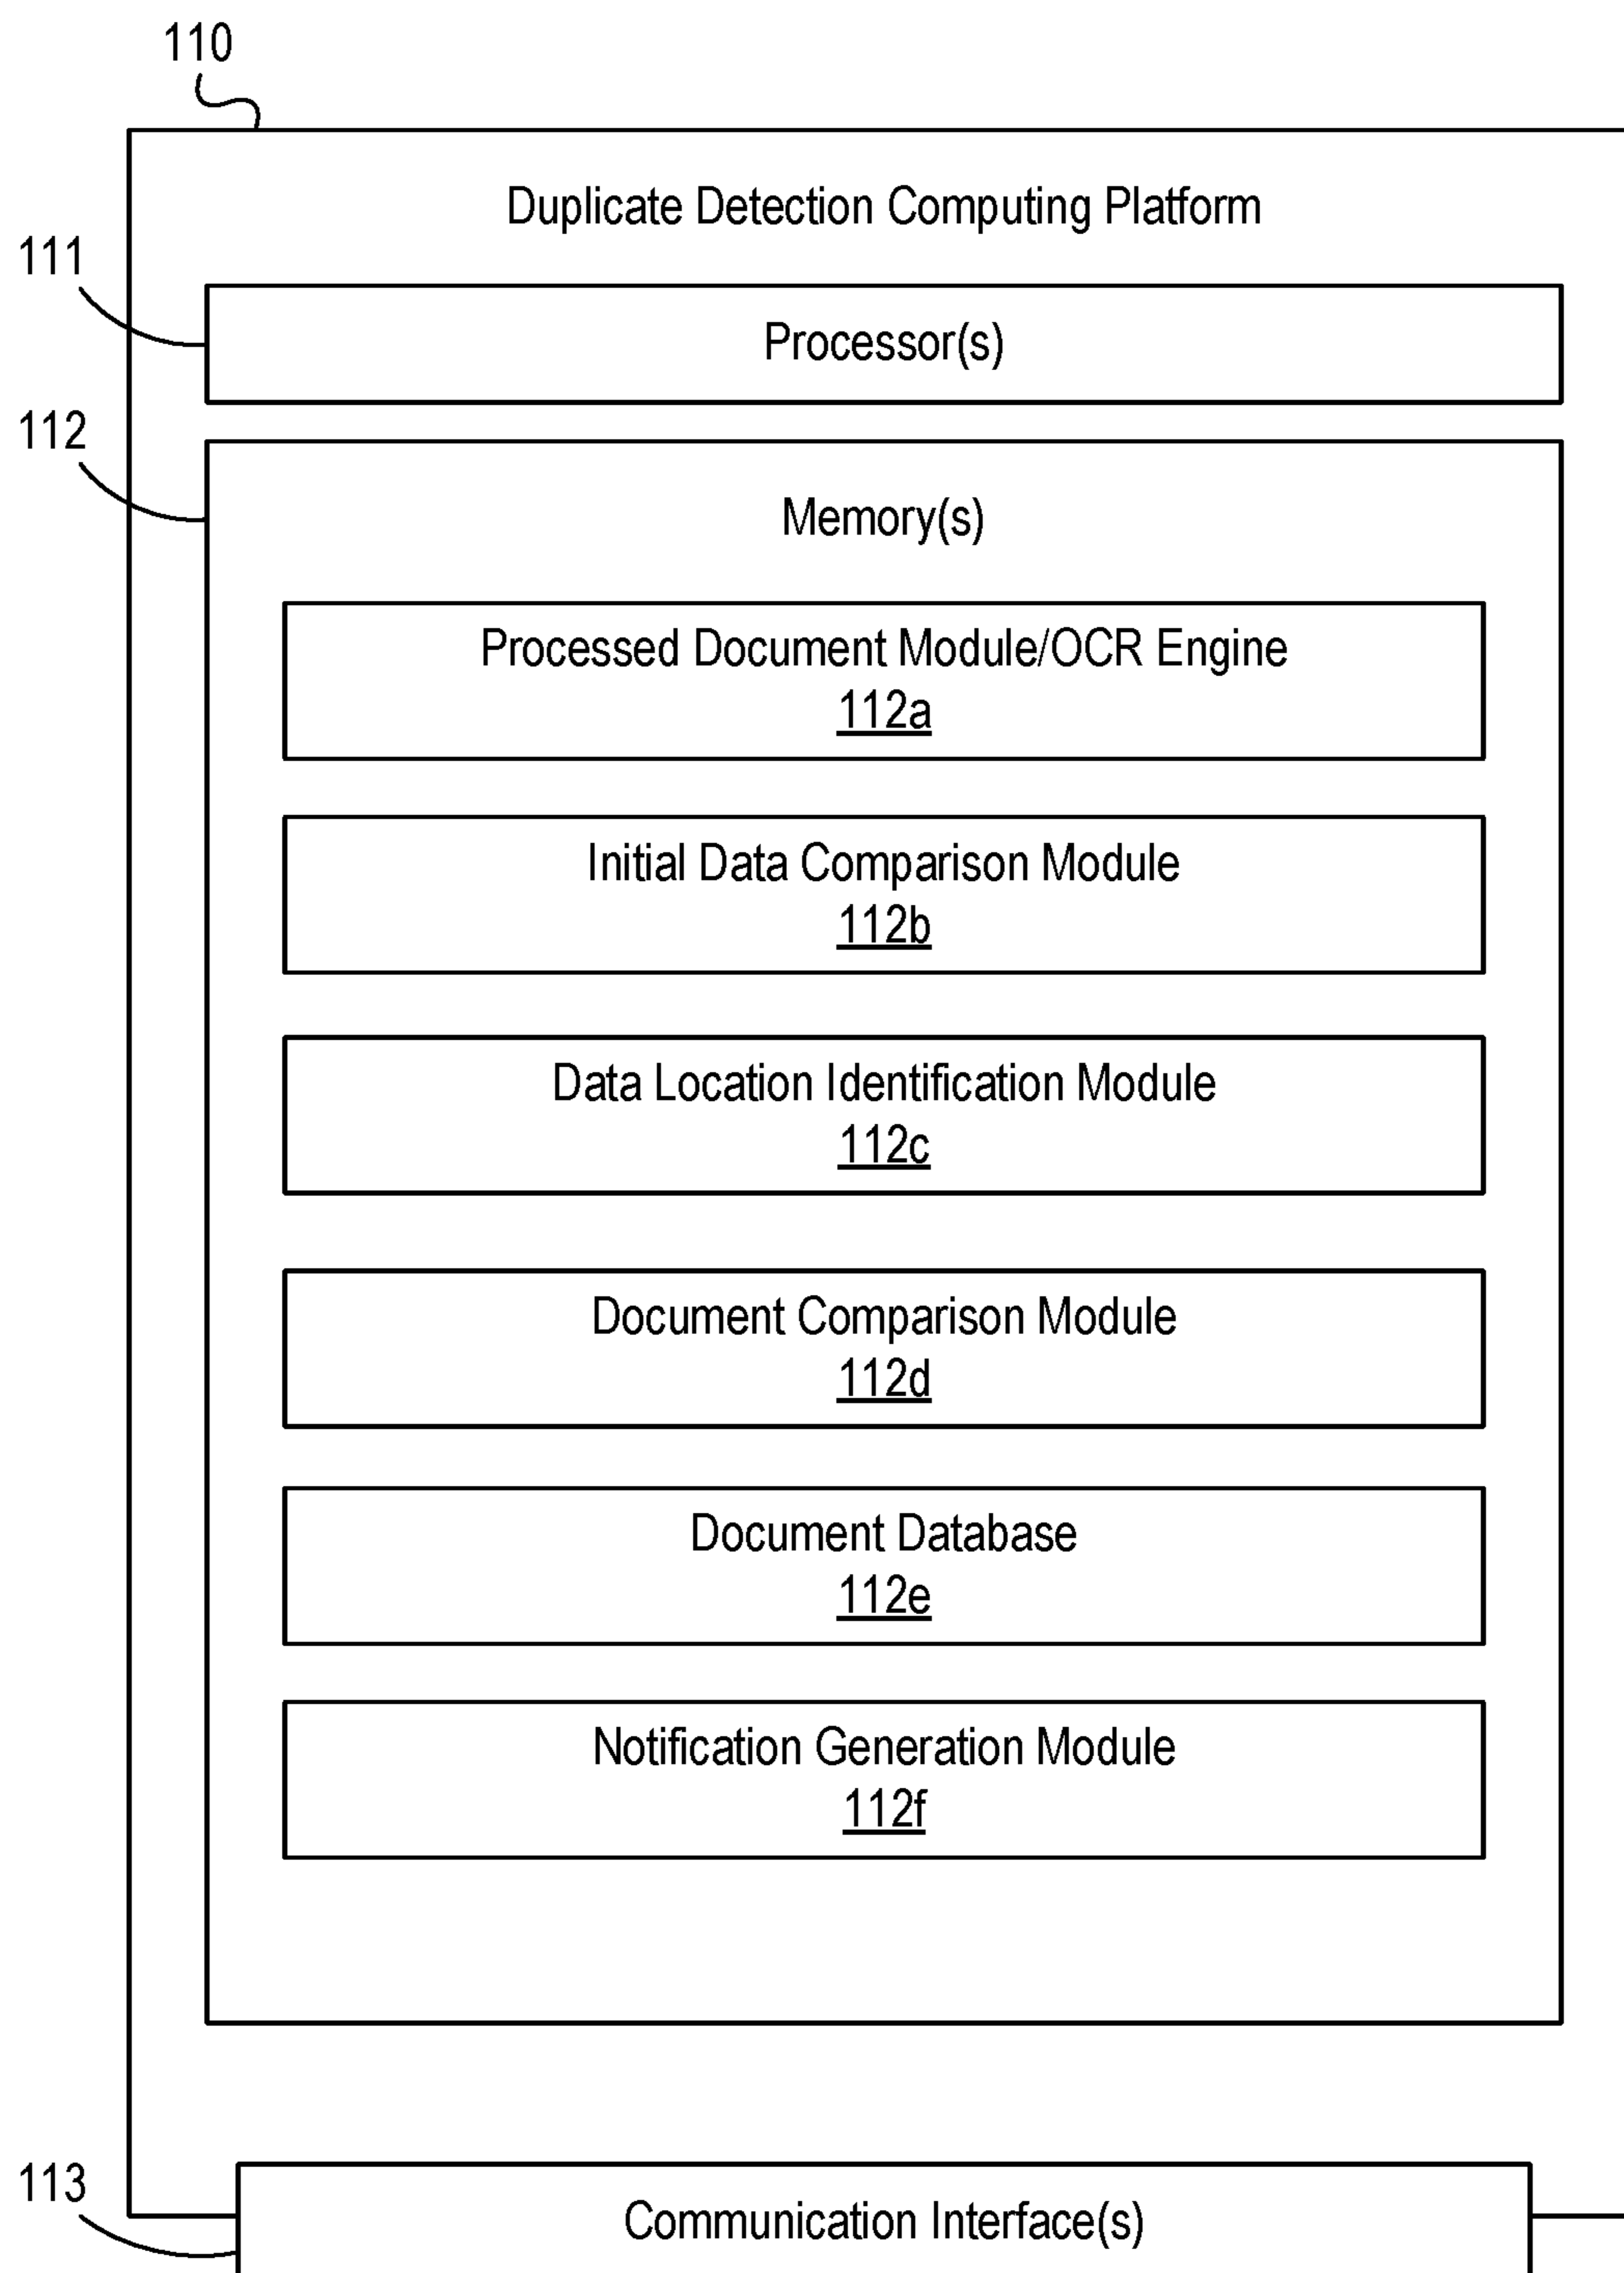 110
Duplicate Detection Computing Platform
111
Processor(s)
112
Memory(s)
Processed Document Module/OCR Engine
112a
Initial Data Comparison Module
112b
Data Location Identification Module
112c
Document Comparison Module
112d
Document Database
112e
Notification Generation Module
112f
113
Communication Interface(s)